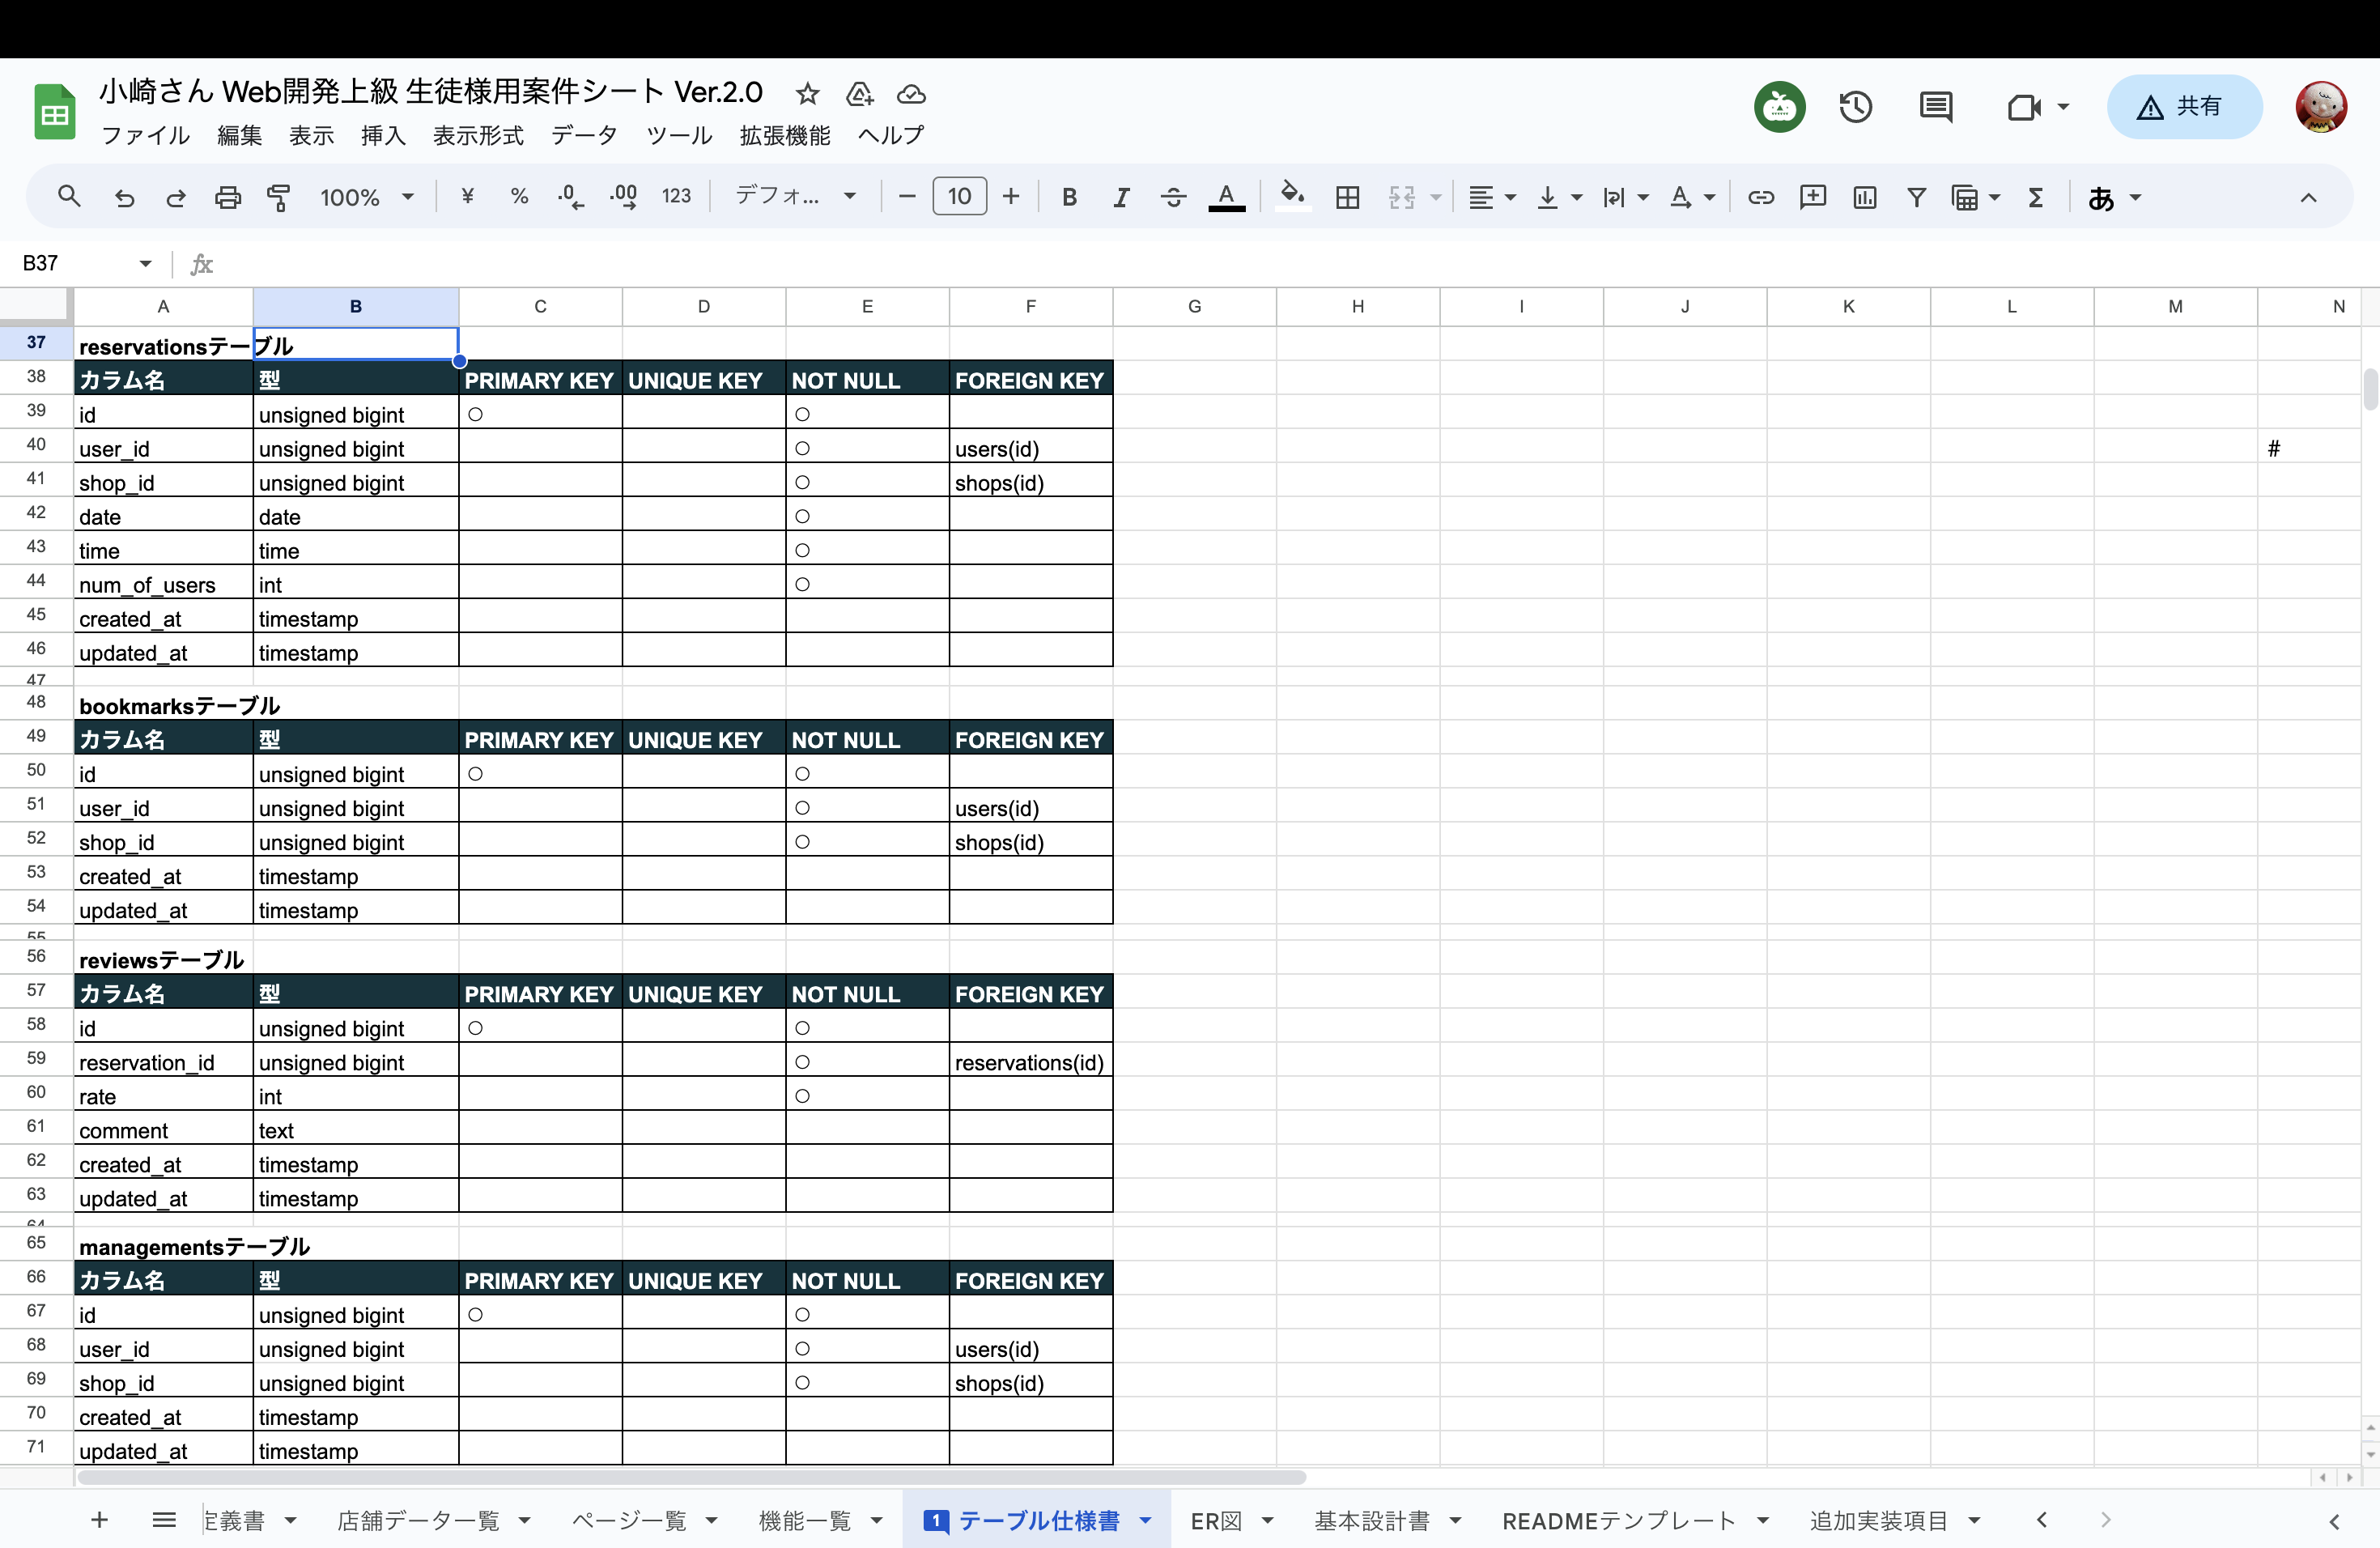 小崎さん Web開発上級 生徒様用案件シート Ver.2.0
ファイル 編集 表示 挿入 表示形式 データ ツール 拡張機能 ヘルプ
共有
100% ¥ % .0 .00 123 デフォ... 10 B I A あ
B37 fx
A B C D E F G H I J K L M N
37 reservationsテーブル
38 カラム名 型 PRIMARY KEY UNIQUE KEY NOT NULL FOREIGN KEY
39 id unsigned bigint ○ ○
40 user_id unsigned bigint ○ users(id) #
41 shop_id unsigned bigint ○ shops(id)
42 date date ○
43 time time ○
44 num_of_users int ○
45 created_at timestamp
46 updated_at timestamp
47
48 bookmarksテーブル
49 カラム名 型 PRIMARY KEY UNIQUE KEY NOT NULL FOREIGN KEY
50 id unsigned bigint ○ ○
51 user_id unsigned bigint ○ users(id)
52 shop_id unsigned bigint ○ shops(id)
53 created_at timestamp
54 updated_at timestamp
55
56 reviewsテーブル
57 カラム名 型 PRIMARY KEY UNIQUE KEY NOT NULL FOREIGN KEY
58 id unsigned bigint ○ ○
59 reservation_id unsigned bigint ○ reservations(id)
60 rate int ○
61 comment text
62 created_at timestamp
63 updated_at timestamp
64
65 managementsテーブル
66 カラム名 型 PRIMARY KEY UNIQUE KEY NOT NULL FOREIGN KEY
67 id unsigned bigint ○ ○
68 user_id unsigned bigint ○ users(id)
69 shop_id unsigned bigint ○ shops(id)
70 created_at timestamp
71 updated_at timestamp
定義書 店舗データ一覧 ページ一覧 機能一覧 1 テーブル仕様書 ER図 基本設計書 READMEテンプレート 追加実装項目